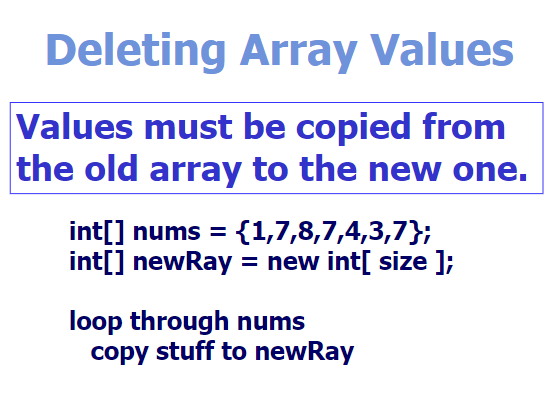 Deleting Array Values
Values must be copied from
the old array to the new one.
int[] nums = {1,7,8,7,4,3,7};
int[] newRay = new int[ size ];
loop through nums
copy stuff to newRay